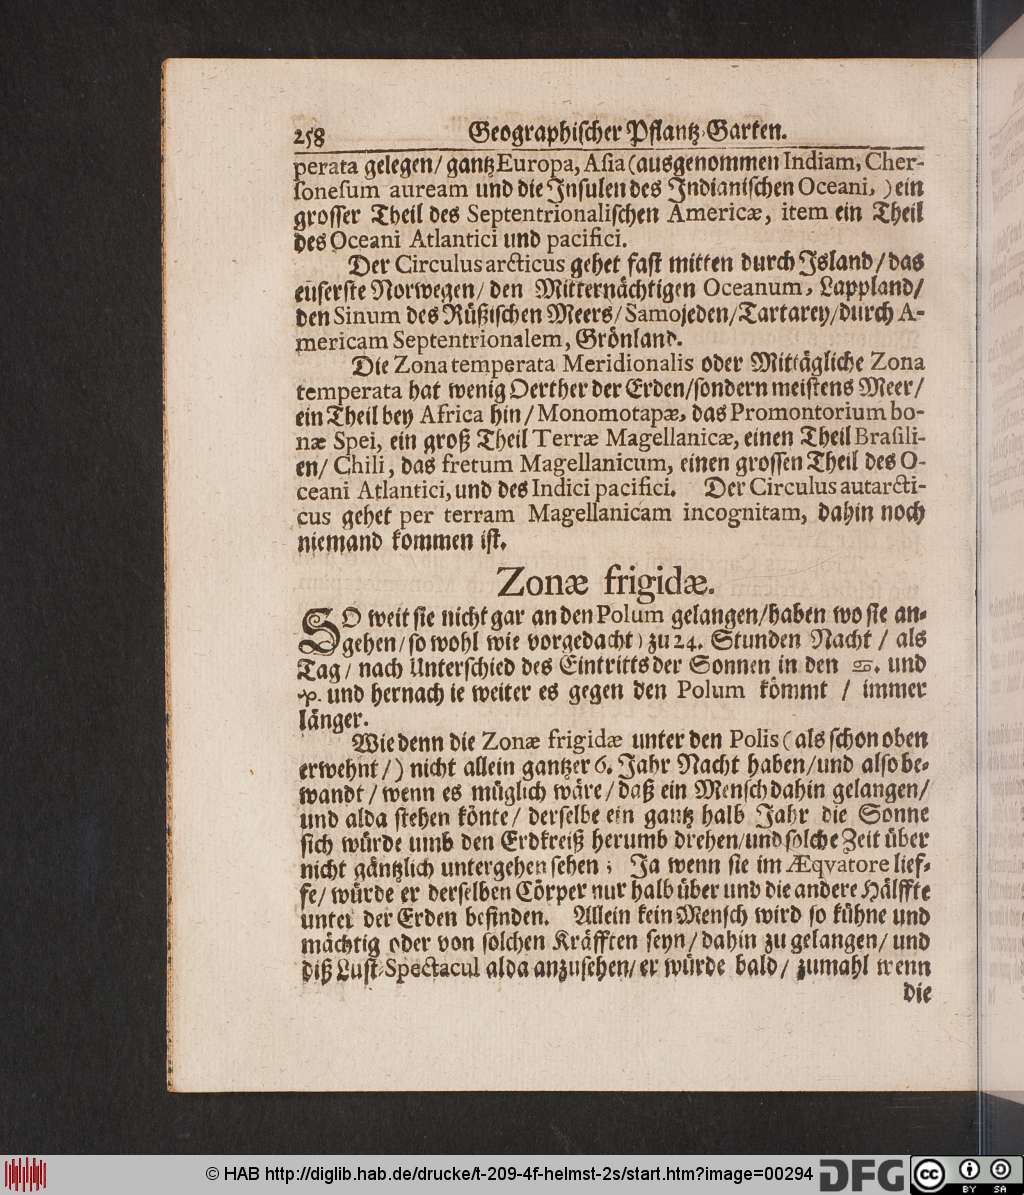 258 Geographiſcher Pflantz-Garten.
perata gelegen/ gantz Europa, Aſia (ausgenommen Indiam, Cher-
ſoneſum auream und die Inſulen des Indianiſchen Oceani, ) ein
groſſer Theil des Septentrionaliſchen Americæ, item ein Theil
des Oceani Atlantici und pacifici.
Der Circulus arcticus gehet faſt mitten durch Jsland/ das
euſerſte Norwegen/ den Mitternächtigen Oceanum, Lappland/
den Sinum des Rüßiſchen Meers/ Samojeden/ Tartarey/ durch A-
mericam Septentrionalem, Grönland.
Die Zona temperata Meridionalis oder Mittägliche Zona
temperata hat wenig Oerther der Erden/ ſondern meiſtens Meer/
ein Theil bey Africa hin/ Monomotapæ, das Promontorium bo-
næ Spei, ein groß Theil Terræ Magellanicæ, einen Theil Braſili-
en/ Chili, das fretum Magellanicum, einen groſſen Theil des O-
ceani Atlantici, und des Indici pacifici. Der Circulus autarcti-
cus gehet per terram Magellanicam incognitam, dahin noch
niemand kommen iſt.
Zonæ frigidæ.
SO weit ſie nicht gar an den Polum gelangen/ haben wo ſie an-
gehen/ ſo wohl wie vorgedacht) zu 24. Stunden Nacht / als
Tag/ nach Unterſchied des Eintritts der Sonnen in den ♋. und
♑. und hernach ie weiter es gegen den Polum kömmt / immer
länger.
Wie denn die Zonæ frigidæ unter den Polis (als ſchon oben
erwehnt/) nicht allein gantzer 6. Jahr Nacht haben/ und alſo be-
wandt/ wenn es müglich wäre/ daß ein Menſch dahin gelangen/
und alda ſtehen könte/ derſelbe ein gantz halb Jahr die Sonne
ſich würde umb den Erdkreiß herumb drehen/ und ſolche Zeit über
nicht gäntzlich untergehen ſehen; Ja wenn ſie im Æqvatore lief-
fe/ würde er derſelben Cörper nur halb über und die andere Hälffte
unter der Erden befinden. Allein kein Menſch wird ſo kühne und
mächtig oder von ſolchen Kräfften ſeyn/ dahin zu gelangen/ und
diß Luſt-Spectacul alda anzuſehen/ er würde bald/ zumahl wenn
die
© HAB http://diglib.hab.de/drucke/t-209-4f-helmst-2s/start.htm?image=00294
DFG
cc BY SA